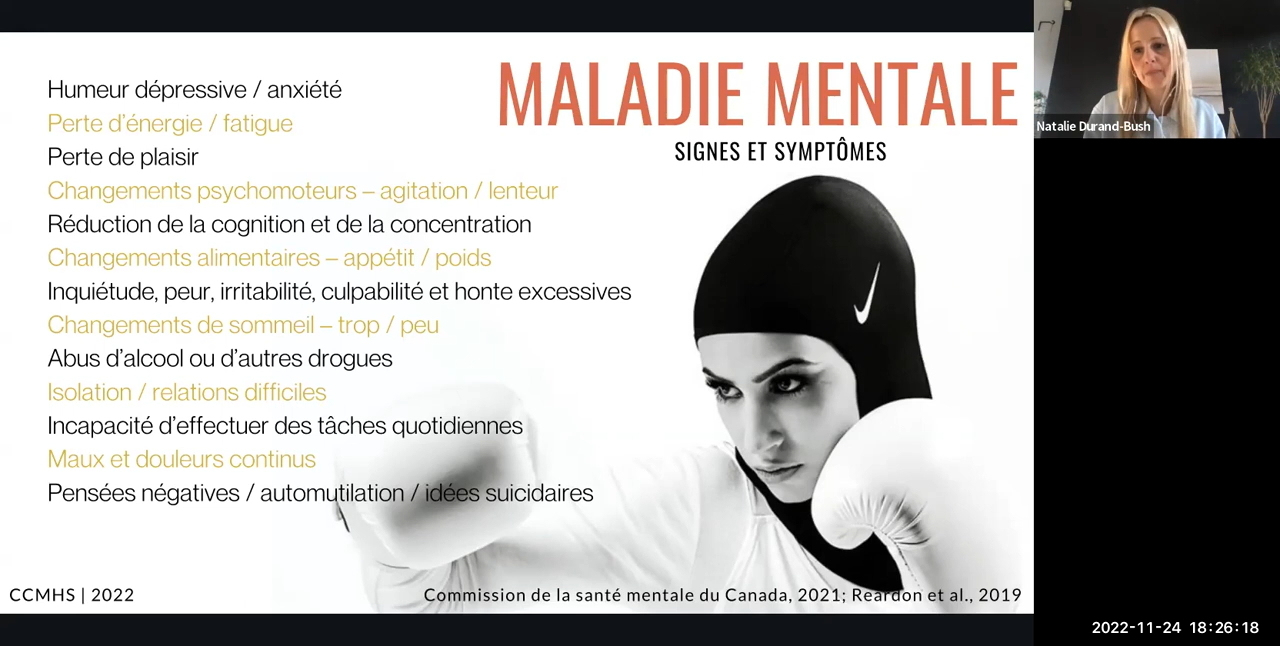 MALADIE MENTALE
SIGNES ET SYMPTÔMES
Humeur dépressive / anxiété
Perte d’énergie / fatigue
Perte de plaisir
Changements psychomoteurs – agitation / lenteur
Réduction de la cognition et de la concentration
Changements alimentaires – appétit / poids
Inquiétude, peur, irritabilité, culpabilité et honte excessives
Changements de sommeil – trop / peu
Abus d’alcool ou d’autres drogues
Isolation / relations difficiles
Incapacité d’effectuer des tâches quotidiennes
Maux et douleurs continus
Pensées négatives / automutilation / idées suicidaires
CCMHS | 2022
Commission de la santé mentale du Canada, 2021; Reardon et al., 2019
Natalie Durand-Bush
2022-11-24 18:26:18